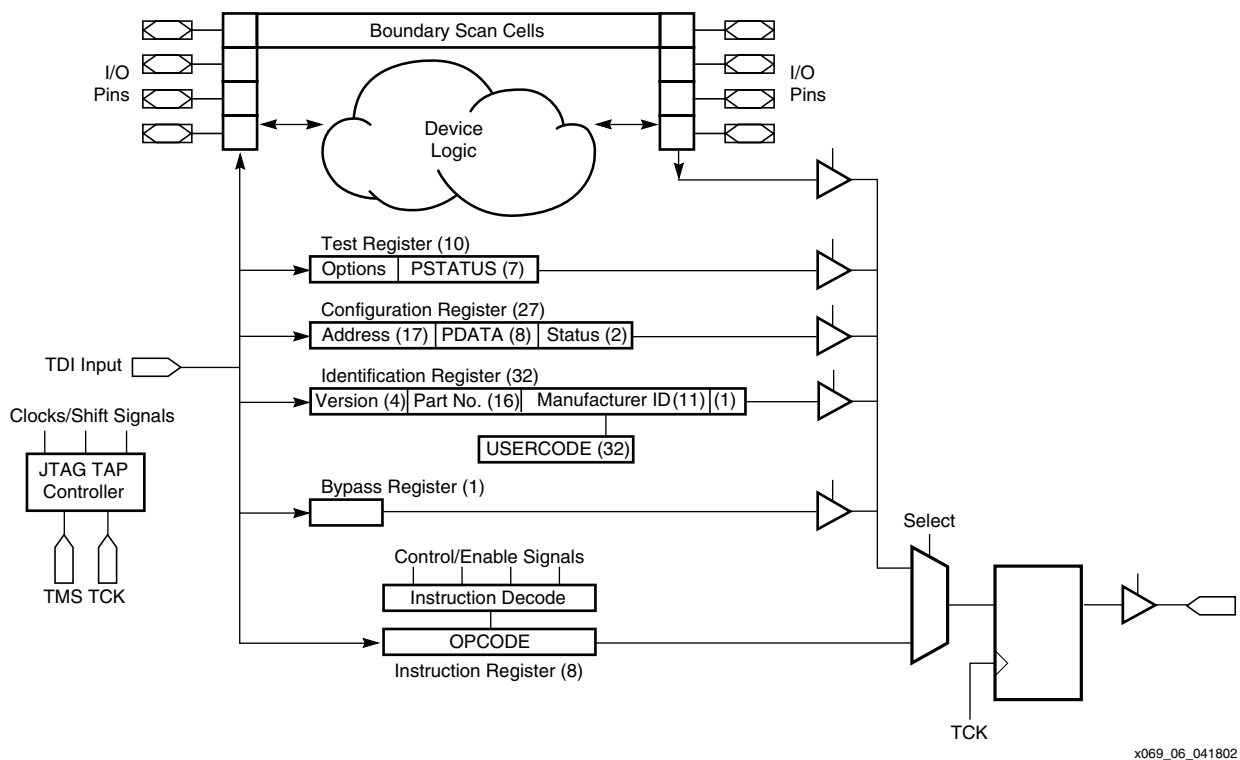 Boundary Scan Cells
I/O
Pins
I/O
Pins
Device
Logic
Test Register (10)
Options PSTATUS (7)
Configuration Register (27)
Address (17) PDATA (8) Status (2)
TDI Input
Identification Register (32)
Version (4) Part No. (16) Manufacturer ID (11) (1)
USERCODE (32)
Clocks/Shift Signals
JTAG TAP
Controller
TMS TCK
Bypass Register (1)
Select
Control/Enable Signals
Instruction Decode
OPCODE
Instruction Register (8)
TCK
x069_06_041802